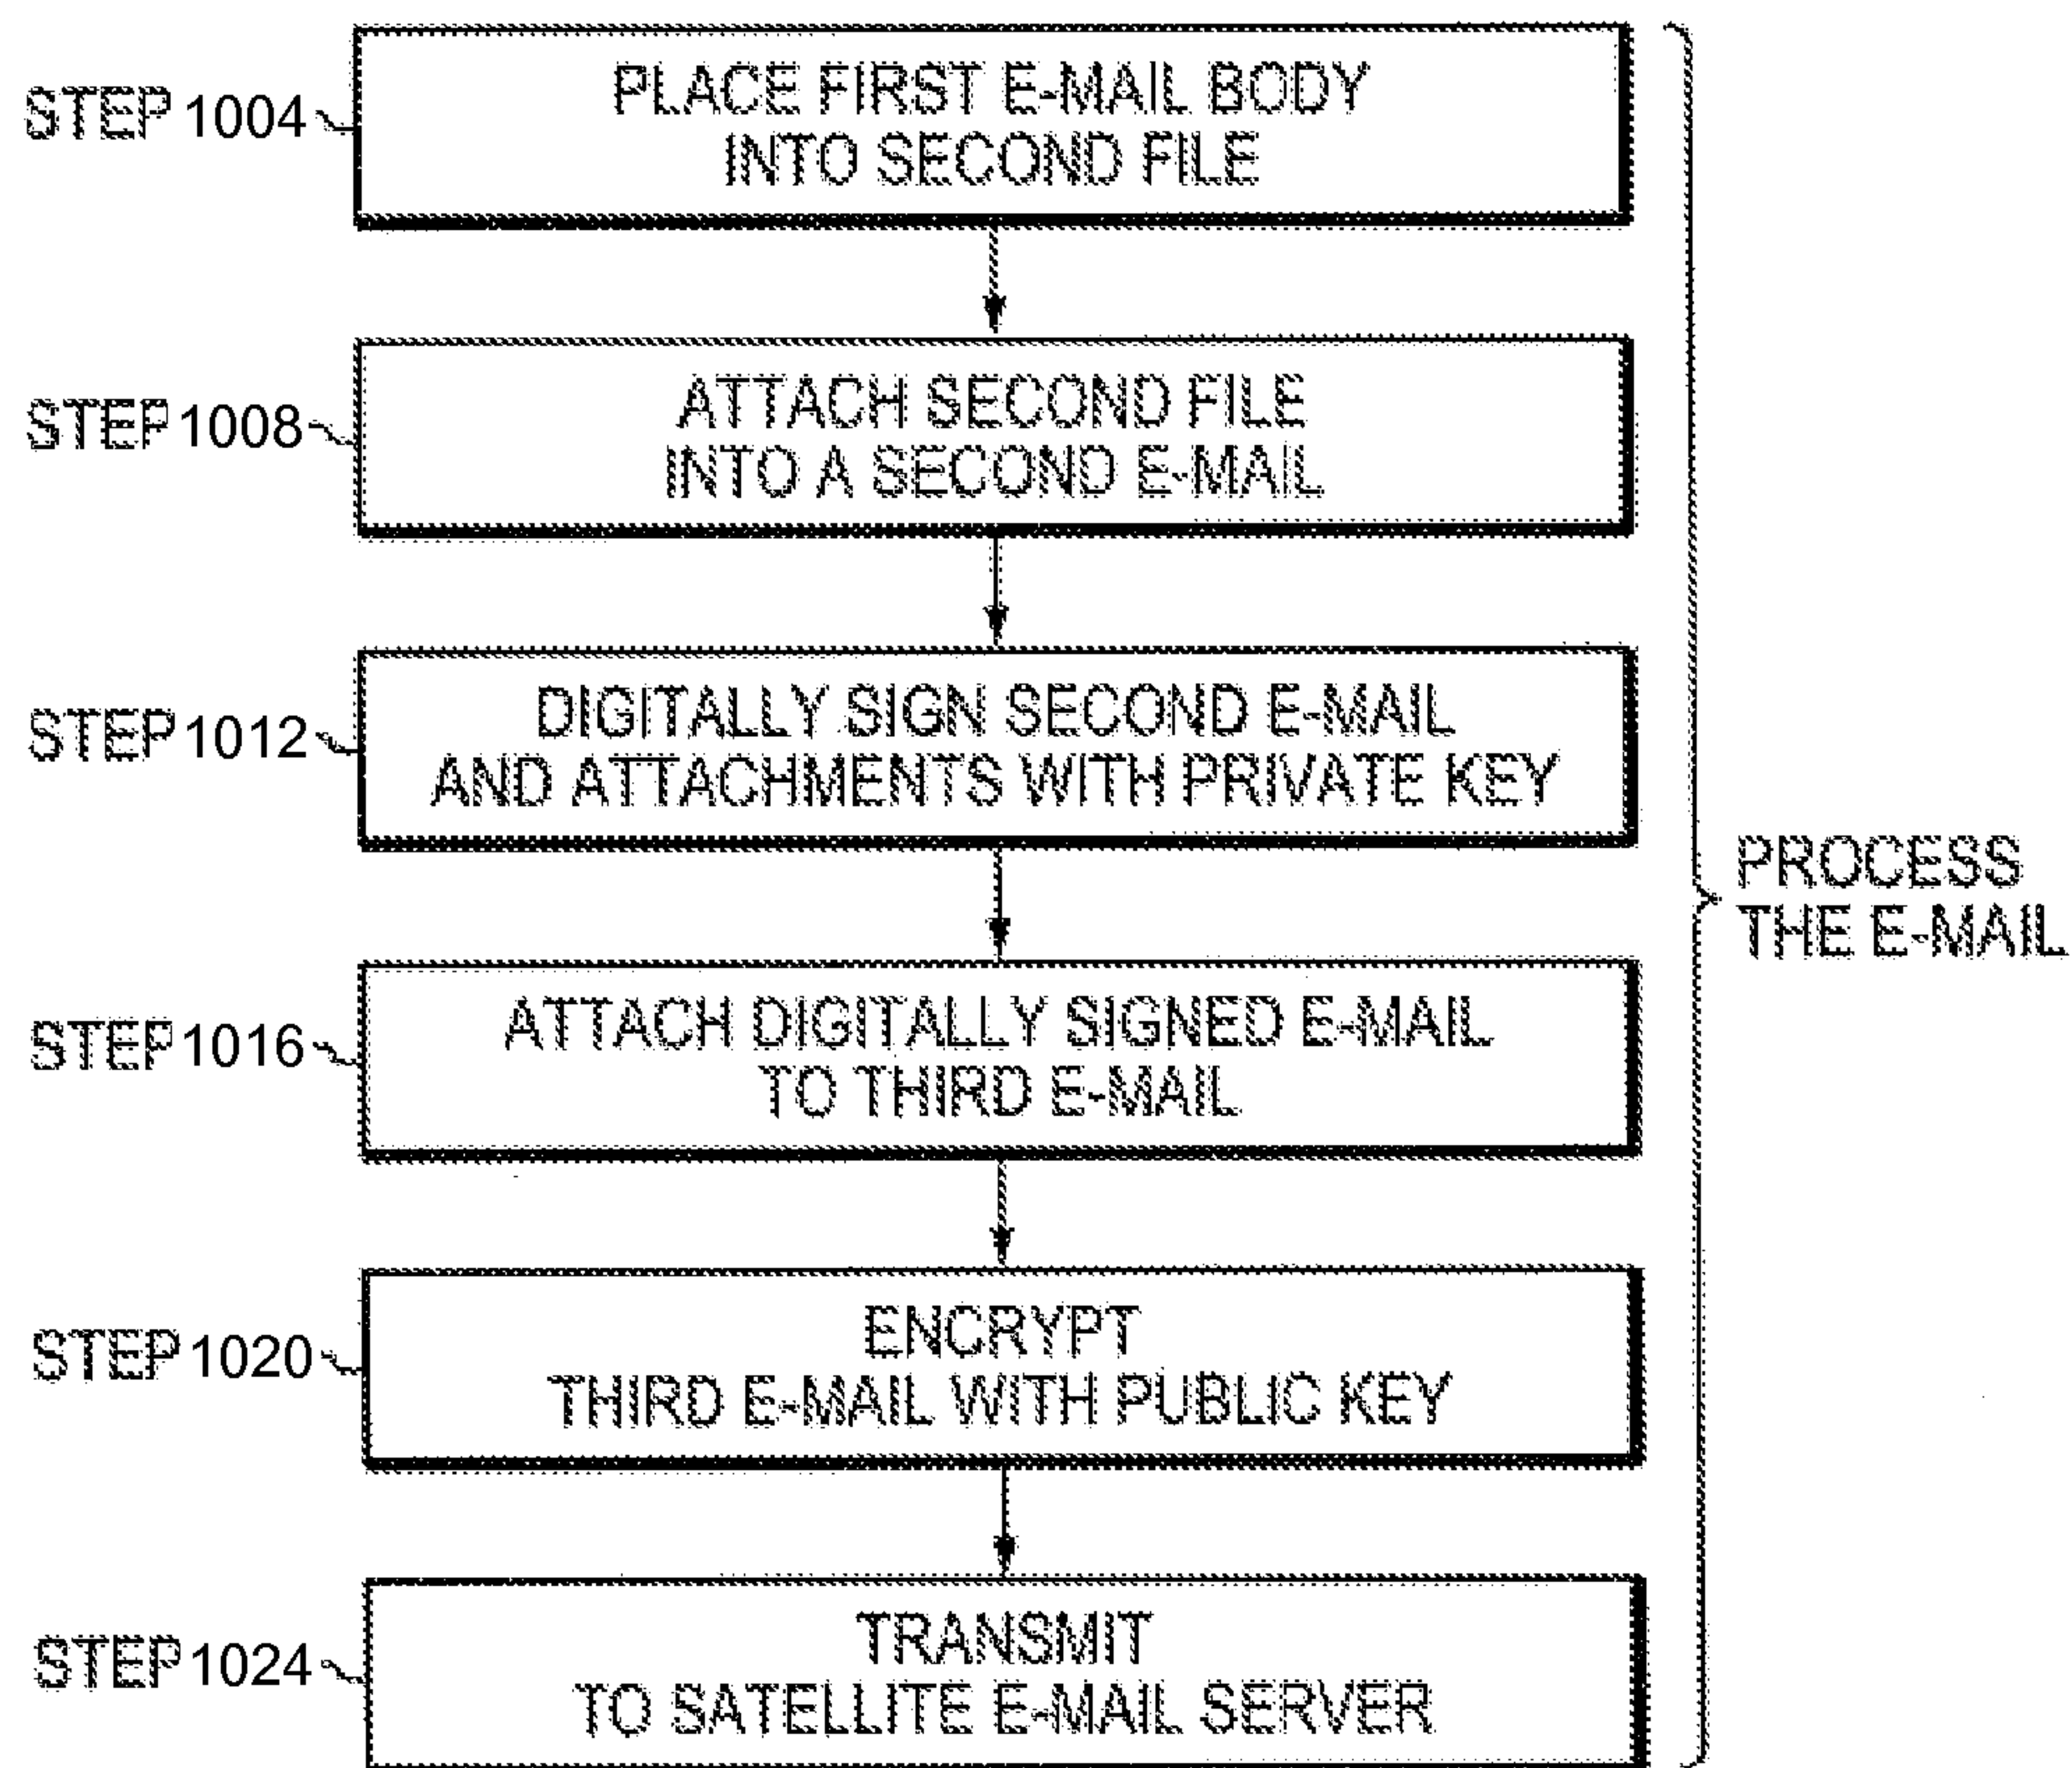 STEP 1004
PLACE FIRST E-MAIL BODY
INTO SECOND FILE
STEP 1008
ATTACH SECOND FILE
INTO A SECOND E-MAIL
STEP 1012
DIGITALLY SIGN SECOND E-MAIL
AND ATTACHMENTS WITH PRIVATE KEY
PROCESS
THE E-MAIL
STEP 1016
ATTACH DIGITALLY SIGNED E-MAIL
TO THIRD E-MAIL
STEP 1020
ENCRYPT
THIRD E-MAIL WITH PUBLIC KEY
STEP 1024
TRANSMIT
TO SATELLITE E-MAIL SERVER